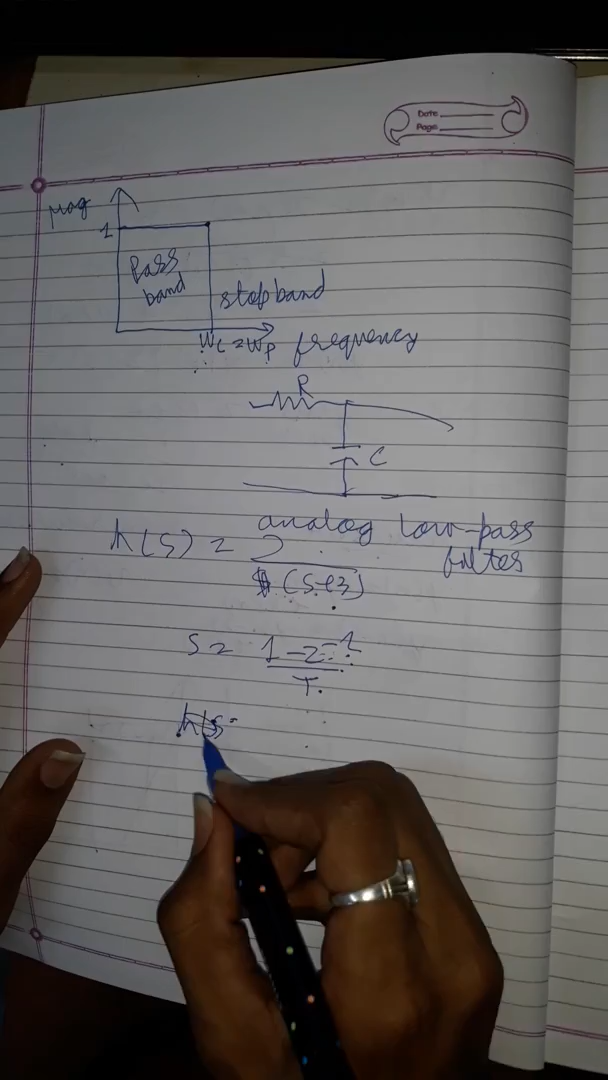 Date
Page
mag
1
Pass
band
stop band
Wc = Wp frequency
R
C
analog low-pass
filter
h(s) = 2
(s+3)
s = 1 - z^-1
T
h(s